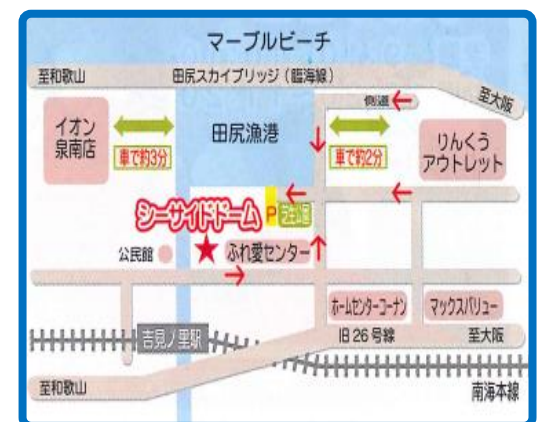 マーブルビーチ
至和歌山
田尻スカイブリッジ(臨海線)
至大阪
側道
イオン
泉南店
車で約3分
田尻漁港
車で約2分
りんくう
アウトレット
シーサイドドーム
P
芝生公園
公民館
ふれ愛センター
ホームセンターコーナン
マックスバリュー
吉見ノ里駅
旧26号線
至大阪
至和歌山
南海本線